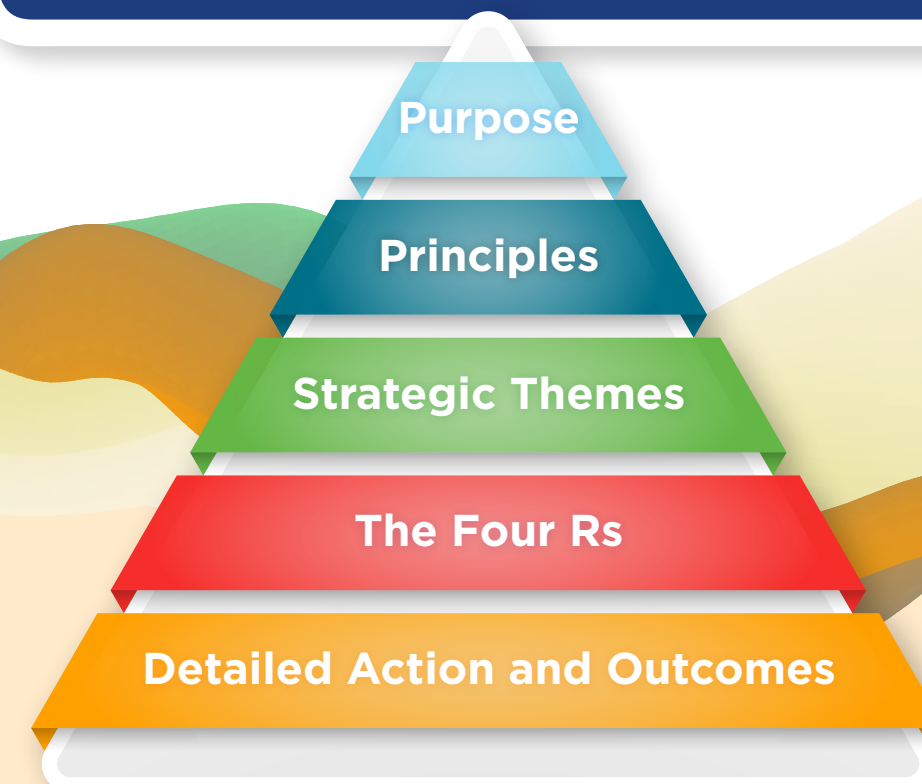 Purpose
Principles
Strategic Themes
The Four Rs
Detailed Action and Outcomes